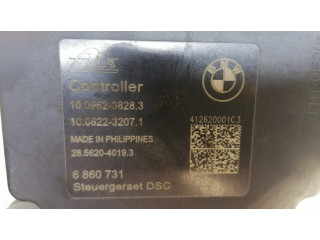 Ate
BMW
Controller
10.0962-0828.3
10.0622-3207.1
412620001C3
MADE IN PHILIPPINES
28.5620-4019.3
6 860 731
Steuergeraet DSC